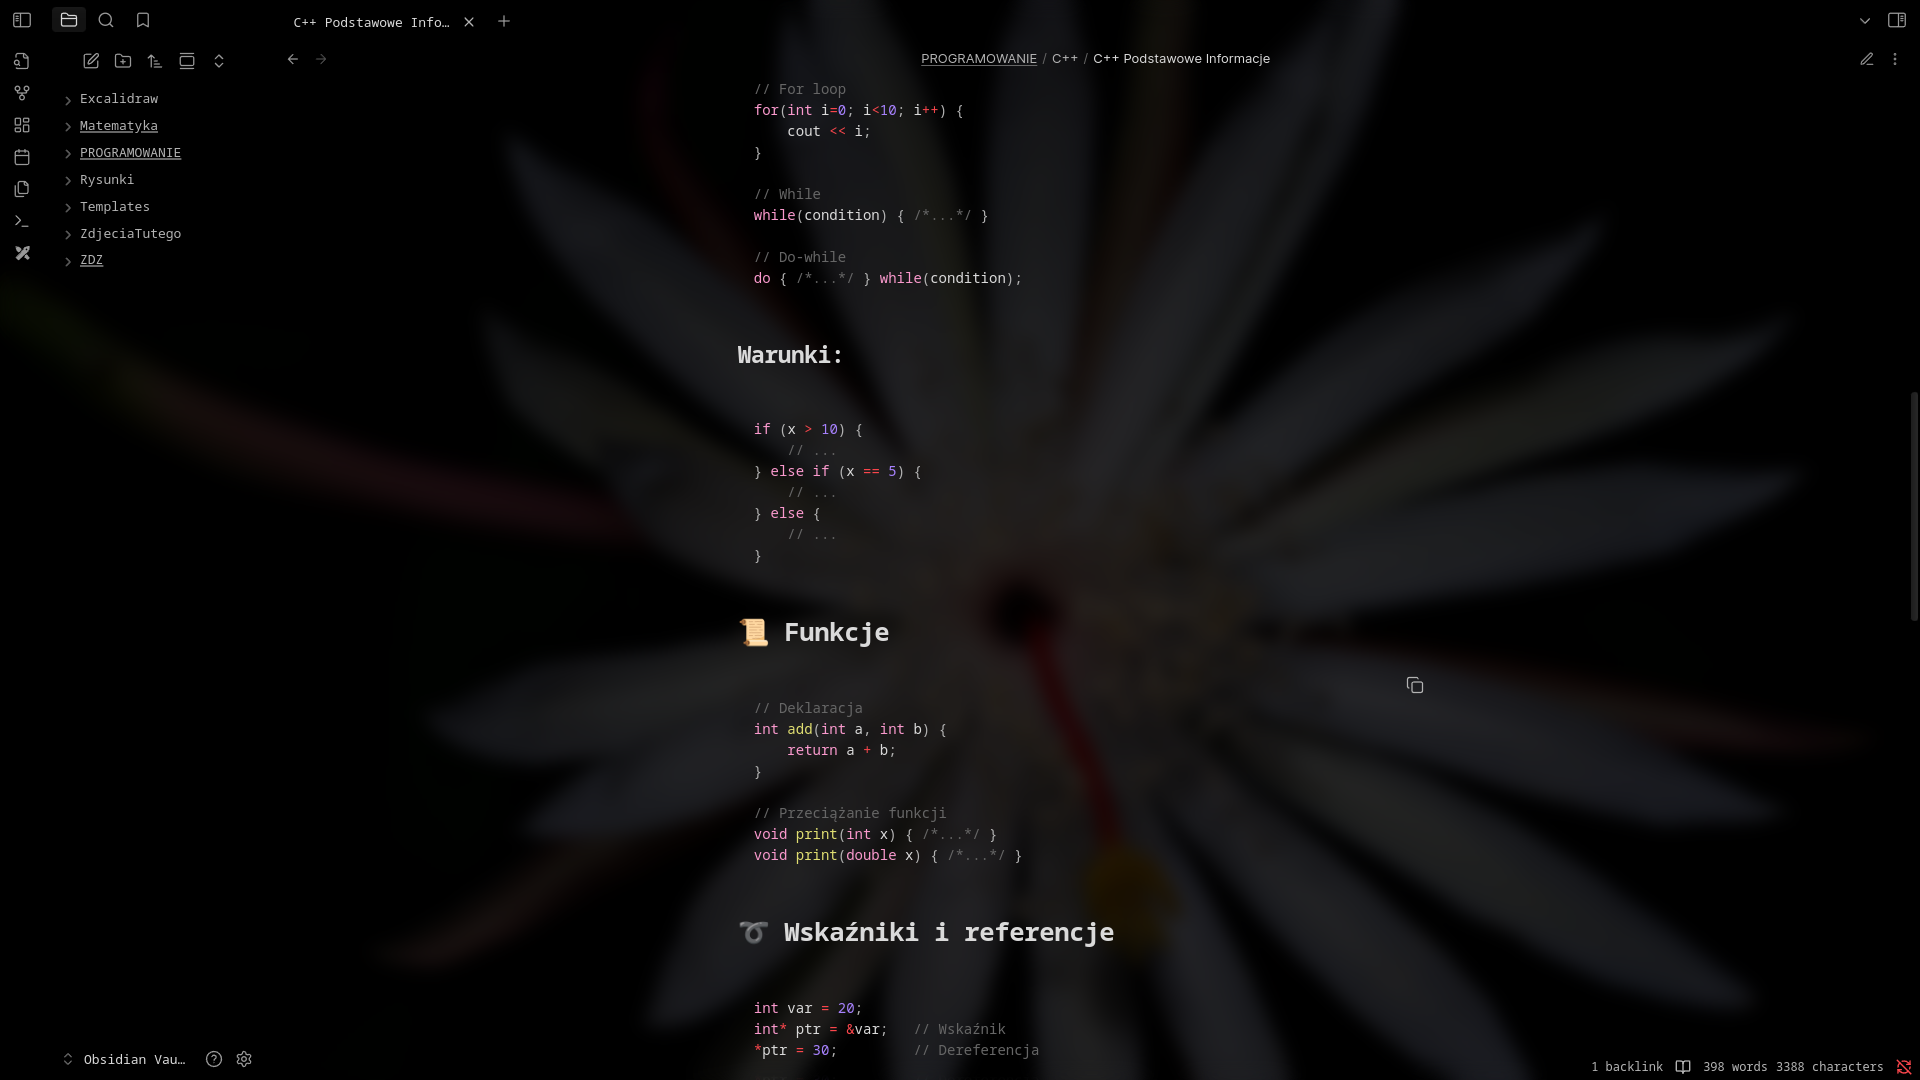 C++ Podstawowe Info…
PROGRAMOWANIE / C++ / C++ Podstawowe Informacje
Excalidraw
Matematyka
PROGRAMOWANIE
Rysunki
Templates
ZdjeciaTutego
ZDZ
// For loop
for(int i=0; i<10; i++) {
    cout << i;
}
// While
while(condition) { /*...*/ }
// Do-while
do { /*...*/ } while(condition);
Warunki:
if (x > 10) {
    // ...
} else if (x == 5) {
    // ...
} else {
    // ...
}
📜 Funkcje
// Deklaracja
int add(int a, int b) {
    return a + b;
}
// Przeciążanie funkcji
void print(int x) { /*...*/ }
void print(double x) { /*...*/ }
➰ Wskaźniki i referencje
int var = 20;
int* ptr = &var;   // Wskaźnik
*ptr = 30;         // Dereferencja
Obsidian Vau…
1 backlink 398 words 3388 characters